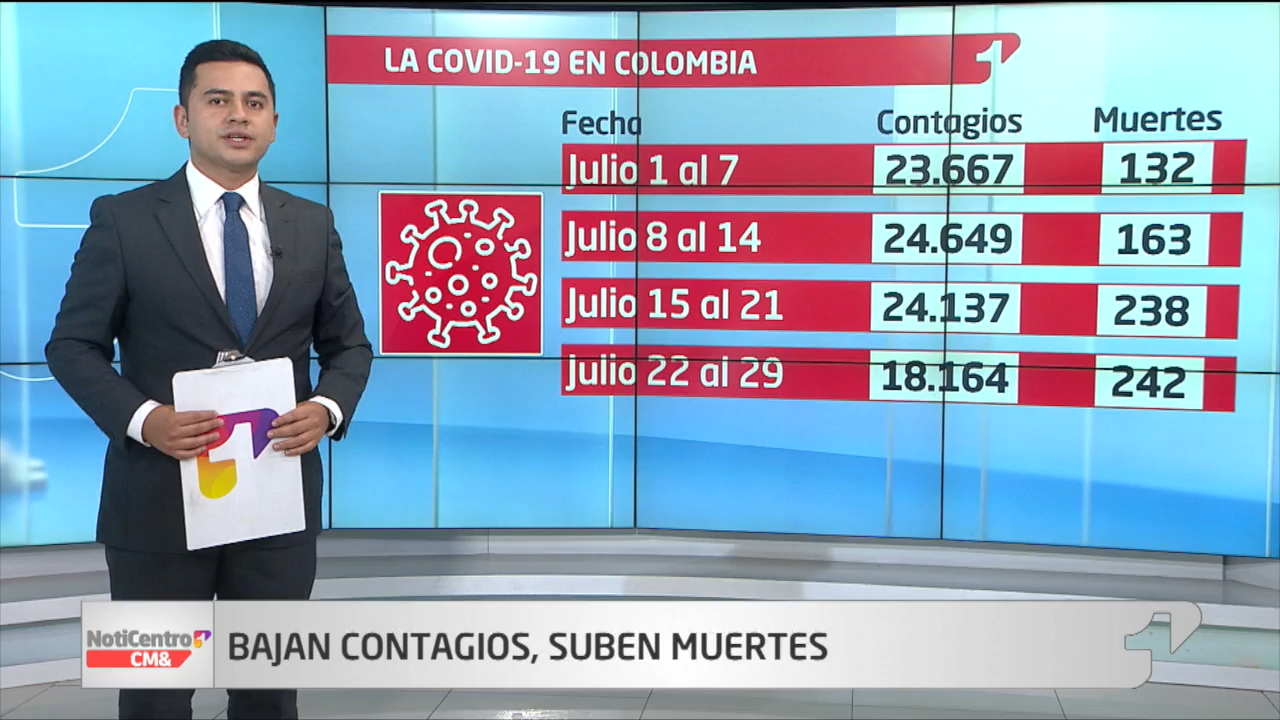 LA COVID-19 EN COLOMBIA
Fecha Contagios Muertes
Julio 1 al 7 23.667 132
Julio 8 al 14 24.649 163
Julio 15 al 21 24.137 238
Julio 22 al 29 18.164 242
NotiCentro 1
CM&
BAJAN CONTAGIOS, SUBEN MUERTES